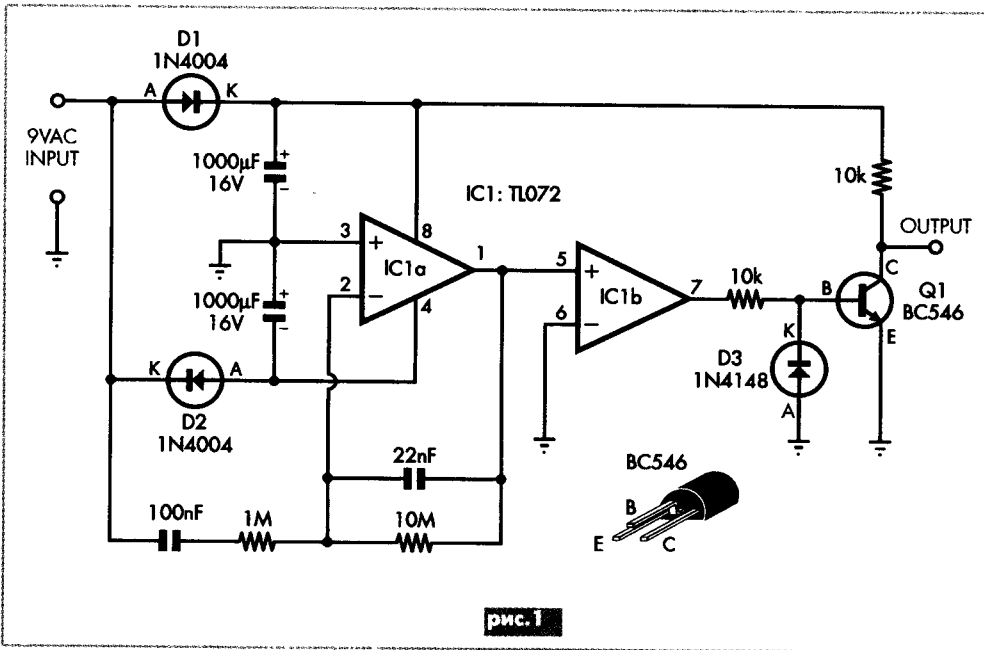 D1
1N4004
A
K
9VAC
INPUT
1000µF
16V
+
−
IC1: TL072
10k
OUTPUT
3
+
8
IC1a
1
2
−
4
5
+
IC1b
7
6
−
10k
B
C
Q1
BC546
E
1000µF
16V
+
−
K
A
D2
1N4004
K
D3
1N4148
A
22nF
100nF
1M
10M
BC546
B
E
C
рис.1